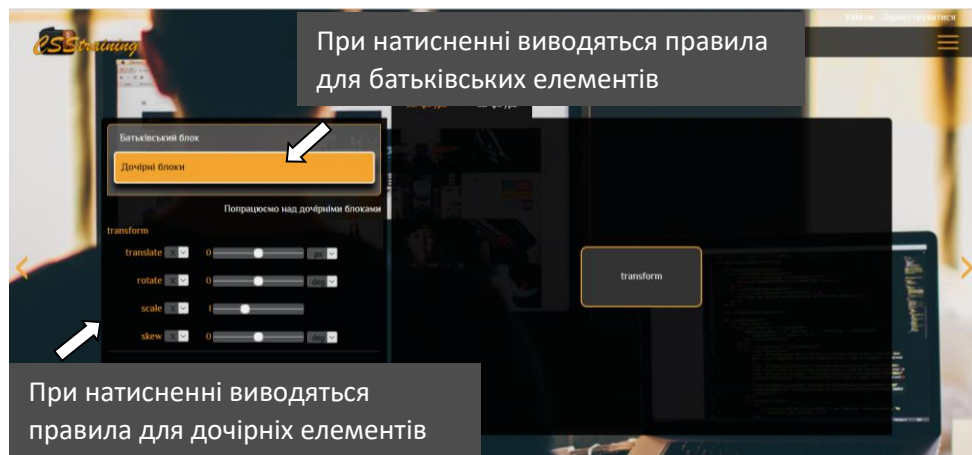 Увійти Зареєструватися
CSStraining
При натисненні виводяться правила
для батьківських елементів
Батьківський блок
Дочірні блоки
Попрацюємо над дочірніми блоками
transform
translate X 0 px
rotate X 0 deg
scale X 1
skew X 0 deg
transform
При натисненні виводяться
правила для дочірніх елементів